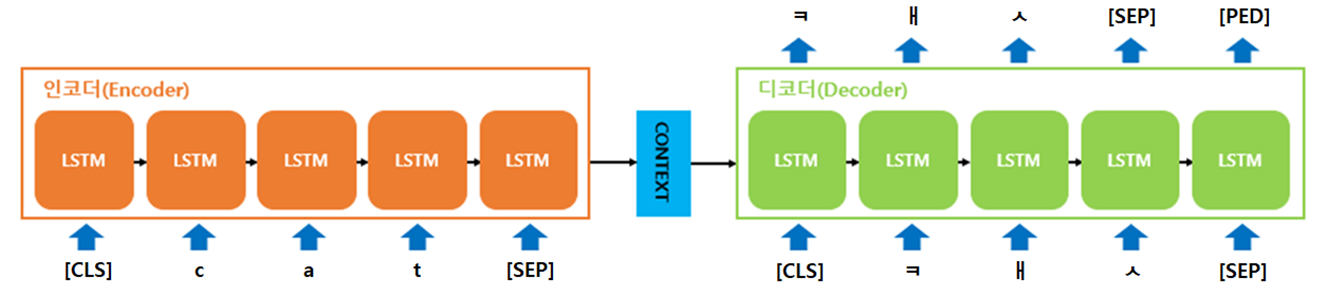 ㅋ ㅐ ㅅ [SEP] [PED]
인코더(Encoder)
디코더(Decoder)
LSTM LSTM LSTM LSTM LSTM
CONTEXT
LSTM LSTM LSTM LSTM LSTM
[CLS] c a t [SEP]
[CLS] ㅋ ㅐ ㅅ [SEP]